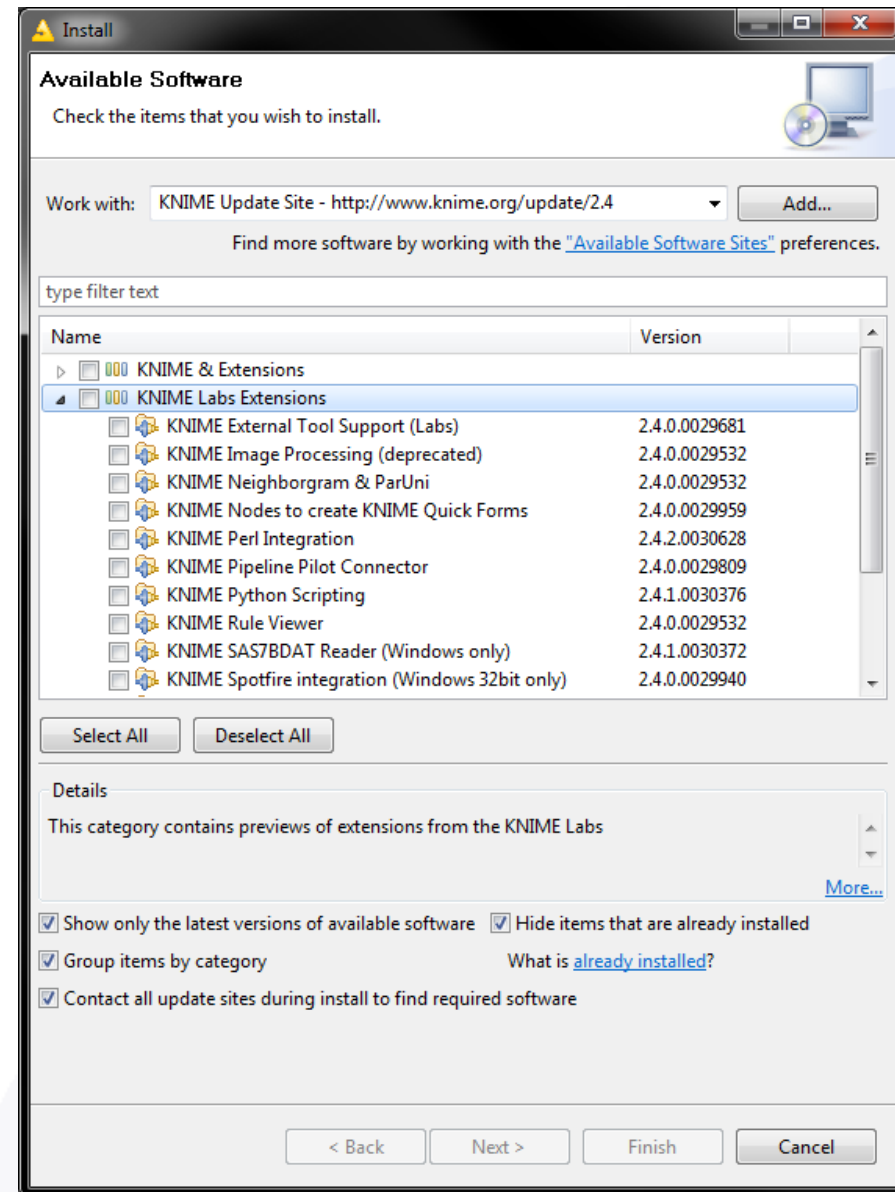 Install
Available Software
Check the items that you wish to install.
Work with: KNIME Update Site - http://www.knime.org/update/2.4 Add...
Find more software by working with the "Available Software Sites" preferences.
type filter text
Name Version
KNIME & Extensions
KNIME Labs Extensions
KNIME External Tool Support (Labs) 2.4.0.0029681
KNIME Image Processing (deprecated) 2.4.0.0029532
KNIME Neighborgram & ParUni 2.4.0.0029532
KNIME Nodes to create KNIME Quick Forms 2.4.0.0029959
KNIME Perl Integration 2.4.2.0030628
KNIME Pipeline Pilot Connector 2.4.0.0029809
KNIME Python Scripting 2.4.1.0030376
KNIME Rule Viewer 2.4.0.0029532
KNIME SAS7BDAT Reader (Windows only) 2.4.1.0030372
KNIME Spotfire integration (Windows 32bit only) 2.4.0.0029940
Select All Deselect All
Details
This category contains previews of extensions from the KNIME Labs
More...
Show only the latest versions of available software Hide items that are already installed
Group items by category What is already installed?
Contact all update sites during install to find required software
< Back Next > Finish Cancel